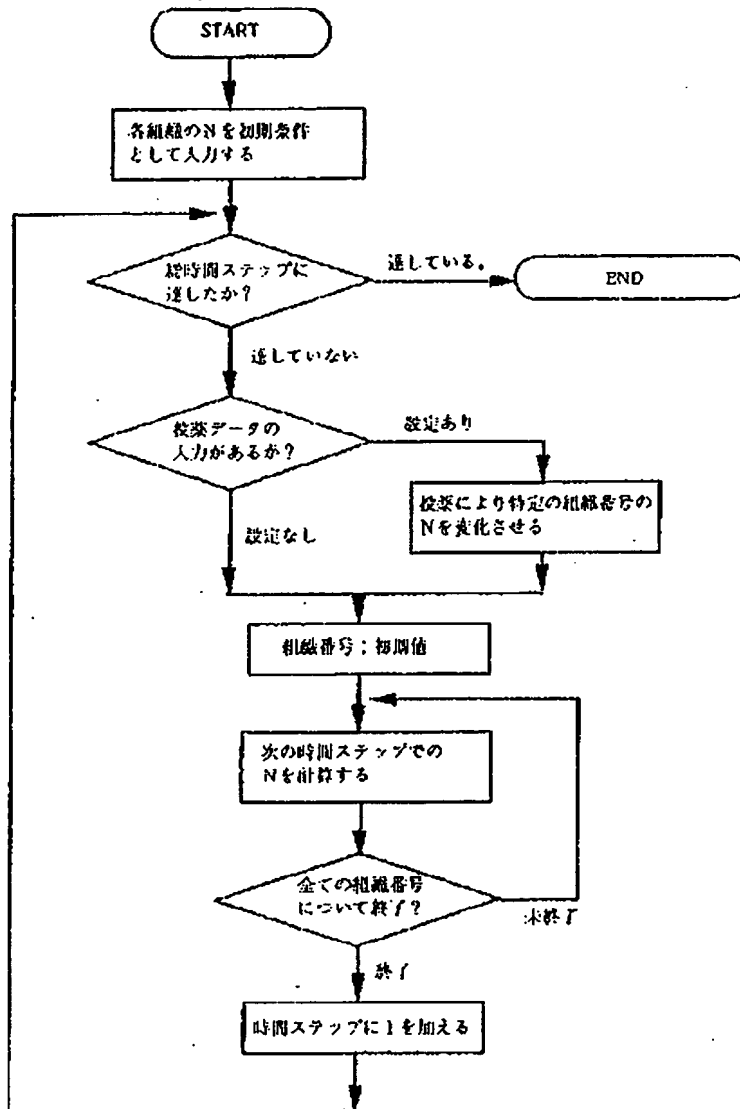 START
各組織のNを初期条件
として入力する
総時間ステップに
達したか?
達している。
END
達していない
投薬データの
入力があるか?
設定あり
投薬により特定の組織番号の
Nを変化させる
設定なし
組織番号:初期値
次の時間ステップでの
Nを計算する
全ての組織番号
について終了?
未終了
終了
時間ステップに1を加える